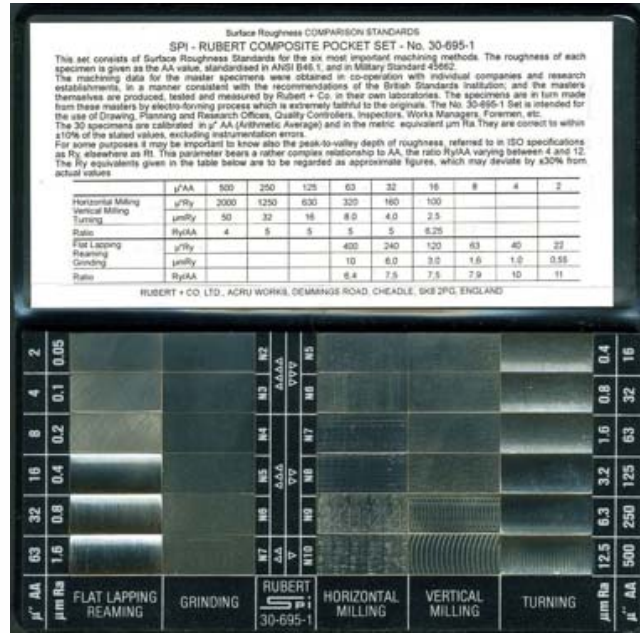 Surface Roughness COMPARISON STANDARDS
SPI - RUBERT COMPOSITE POCKET SET - No. 30-695-1
This set consists of Surface Roughness Standards for the six most important machining methods. The roughness of each
specimen is given as the AA value, standardised in ANSI B46.1, and in Military Standard 45662.
The machining data for the master specimens were obtained in co-operation with individual companies and research
establishments, in a manner consistent with the recommendations of the British Standards Institution; and the masters
themselves are produced, tested and measured by Rubert + Co. in their own laboratories. The specimens are in turn made
from these masters by electro-forming process which is extremely faithful to the originals. The No. 30-695-1 Set is intended for
the use of Drawing, Planning and Research Offices, Quality Controllers, Inspectors, Works Managers, Foremen, etc.
The 30 specimens are calibrated in µ" AA (Arithmetic Average) and in the metric equivalent µm Ra. They are correct to within
±10% of the stated values, excluding instrumentation errors.
For some purposes it may be important to know also the peak-to-valley depth of roughness, referred to in ISO specifications
as Ry, elsewhere as Rt. This parameter bears a rather complex relationship to AA, the ratio Ry/AA varying between 4 and 12.
The Ry equivalents given in the table below are to be regarded as approximate figures, which may deviate by ±30% from
actual values
µ"AA 500 250 125 63 32 16 8 4 2
Horizontal Milling µ"Ry 2000 1250 630 320 160 100
Vertical Milling
Turning µmRy 50 32 16 8.0 4.0 2.5
Ratio Ry/AA 4 5 5 5 5 6.25
Flat Lapping µ"Ry 400 240 120 63 40 22
Reaming
Grinding µmRy 10 6.0 3.0 1.6 1.0 0.55
Ratio Ry/AA 6.4 7.5 7.5 7.9 10 11
RUBERT + CO. LTD., ACRU WORKS, DEMMINGS ROAD, CHEADLE, SK8 2PG, ENGLAND
2 0.05 N2 N5 0.4 16
4 0.1 N3 N6 0.8 32
8 0.2 N4 N7 1.6 63
16 0.4 N5 N8 3.2 125
32 0.8 N6 N9 6.3 250
63 1.6 N7 N10 12.5 500
µ" AA µm Ra FLAT LAPPING REAMING GRINDING RUBERT SPI 30-695-1 HORIZONTAL MILLING VERTICAL MILLING TURNING µm Ra µ" AA